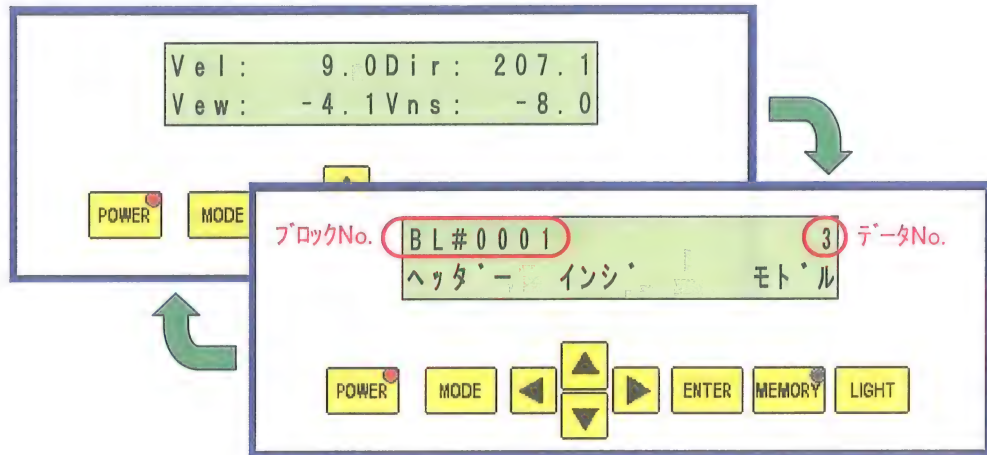 Vel: 9.0Dir: 207.1
Vew: -4.1Vns: -8.0
POWER MODE
ブロックNo. BL#0001 3 データNo.
ヘッダー インジ モドル
POWER MODE ENTER MEMORY LIGHT